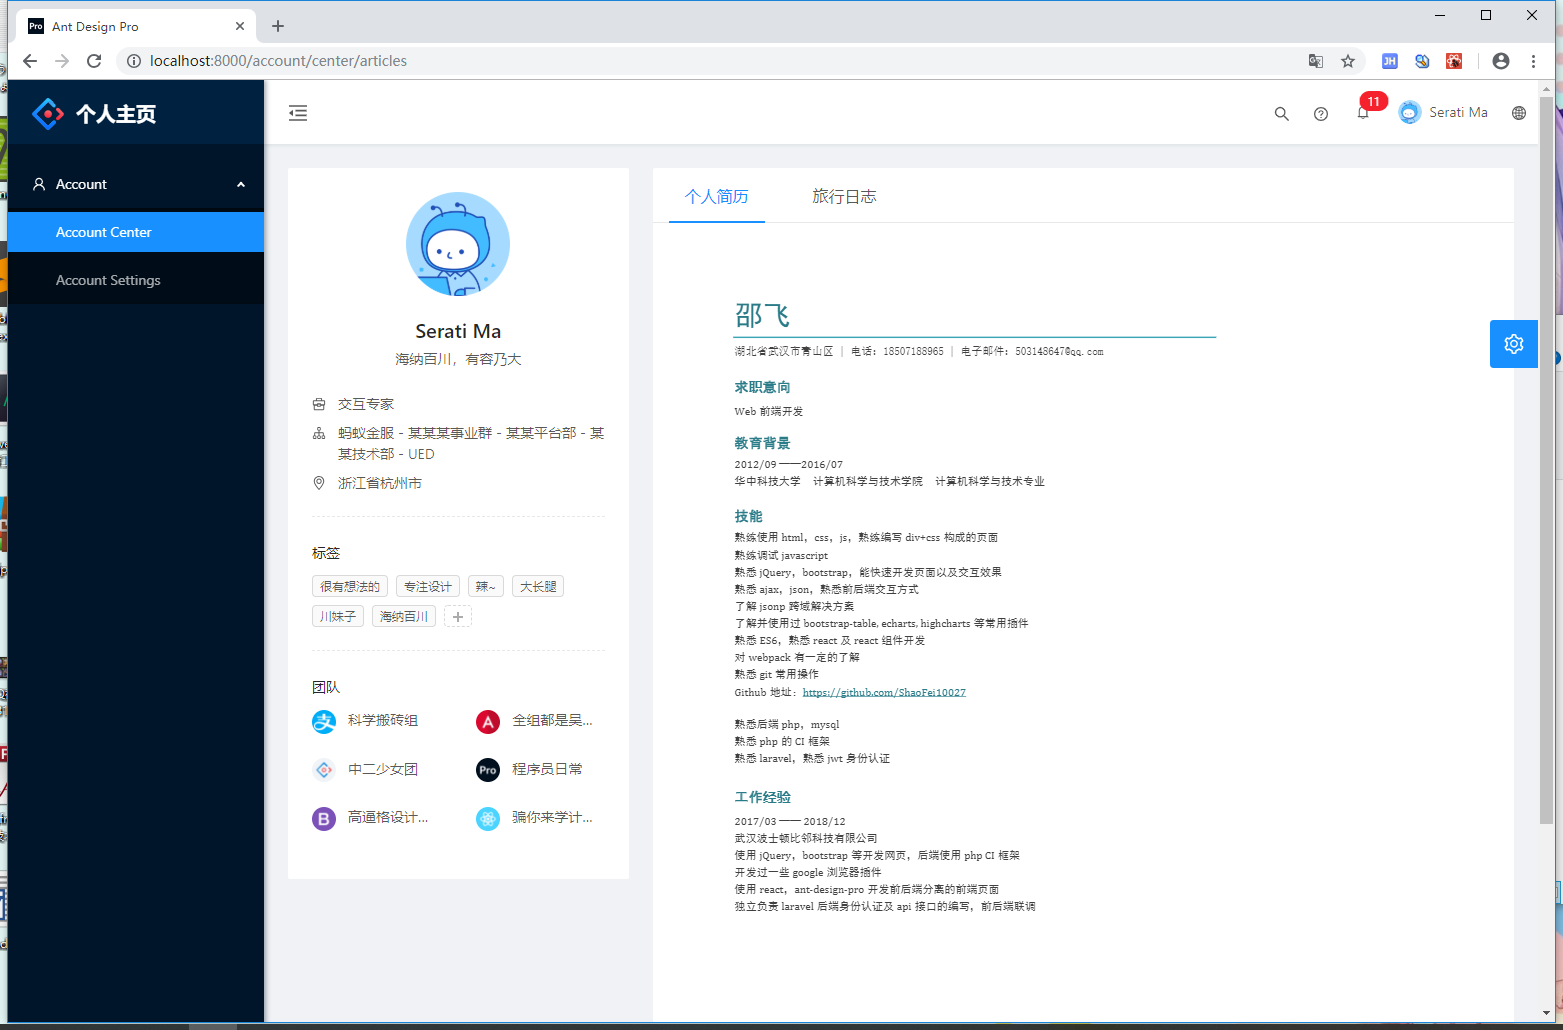 Pro Ant Design Pro
localhost:8000/account/center/articles
JH
个人主页
11
Serati Ma
Account
Account Center
Account Settings
Serati Ma
海纳百川，有容乃大
交互专家
蚂蚁金服 - 某某某事业群 - 某某平台部 - 某
某技术部 - UED
浙江省杭州市
标签
很有想法的 专注设计 辣~ 大长腿
川妹子 海纳百川 +
团队
科学搬砖组 全组都是吴...
中二少女团 Pro 程序员日常
B 高逼格设计... 骗你来学计...
个人简历 旅行日志
邵飞
湖北省武汉市青山区 | 电话：18507188965 | 电子邮件：503148647@qq.com
求职意向
Web 前端开发
教育背景
2012/09 ——2016/07
华中科技大学 计算机科学与技术学院 计算机科学与技术专业
技能
熟练使用 html，css，js，熟练编写 div+css 构成的页面
熟练调试 javascript
熟悉 jQuery，bootstrap，能快速开发页面以及交互效果
熟悉 ajax，json，熟悉前后端交互方式
了解 jsonp 跨域解决方案
了解并使用过 bootstrap-table, echarts, highcharts 等常用插件
熟悉 ES6，熟悉 react 及 react 组件开发
对 webpack 有一定的了解
熟悉 git 常用操作
Github 地址：https://github.com/ShaoFei10027
熟悉后端 php，mysql
熟悉 php 的 CI 框架
熟悉 laravel，熟悉 jwt 身份认证
工作经验
2017/03 —— 2018/12
武汉波士顿比邻科技有限公司
使用 jQuery，bootstrap 等开发网页，后端使用 php CI 框架
开发过一些 google 浏览器插件
使用 react，ant-design-pro 开发前后端分离的前端页面
独立负责 laravel 后端身份认证及 api 接口的编写，前后端联调